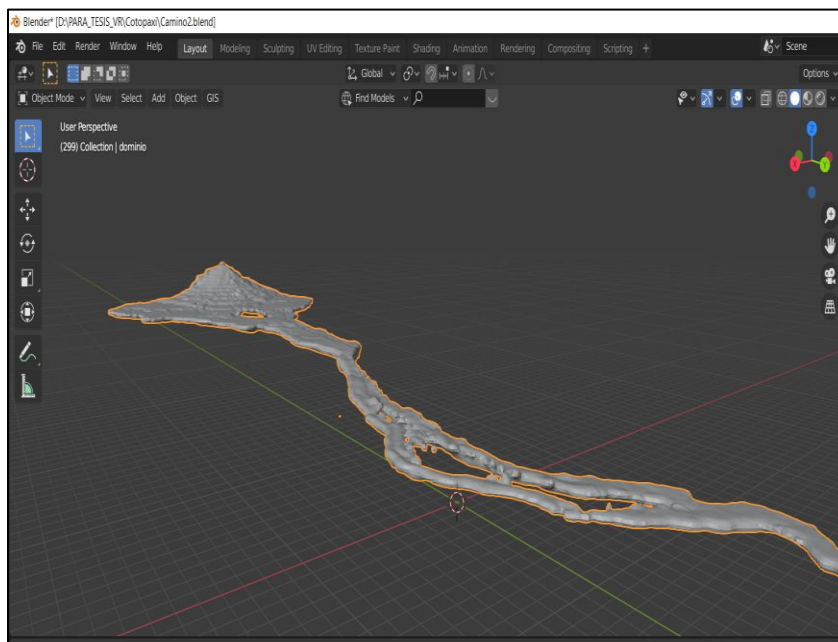 Blender* [D:\PARA_TESIS_VR\Cotopaxi\Camino2.blend]
File Edit Render Window Help Layout Modeling Sculpting UV Editing Texture Paint Shading Animation Rendering Compositing Scripting + Scene
Global Options
Object Mode View Select Add Object GIS Find Models
User Perspective
(299) Collection | dominio
Z
X
Y